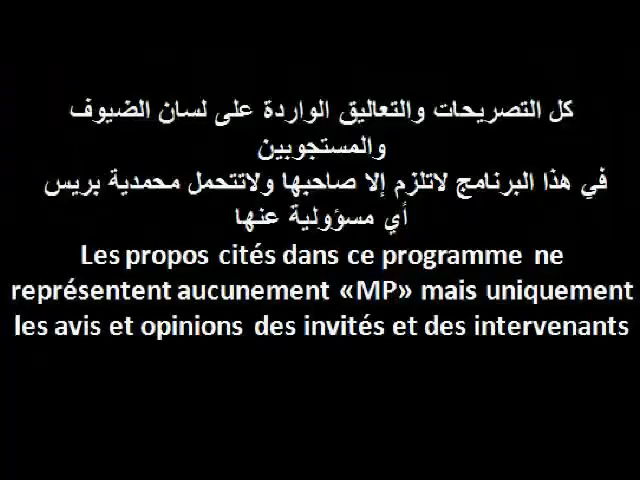 كل التصريحات والتعاليق الواردة على لسان الضيوف
والمستجوبين
في هذا البرنامج لاتلزم إلا صاحبها ولاتتحمل محمدية بريس
أي مسؤولية عنها
Les propos cités dans ce programme ne
représentent aucunement «MP» mais uniquement
les avis et opinions des invités et des intervenants